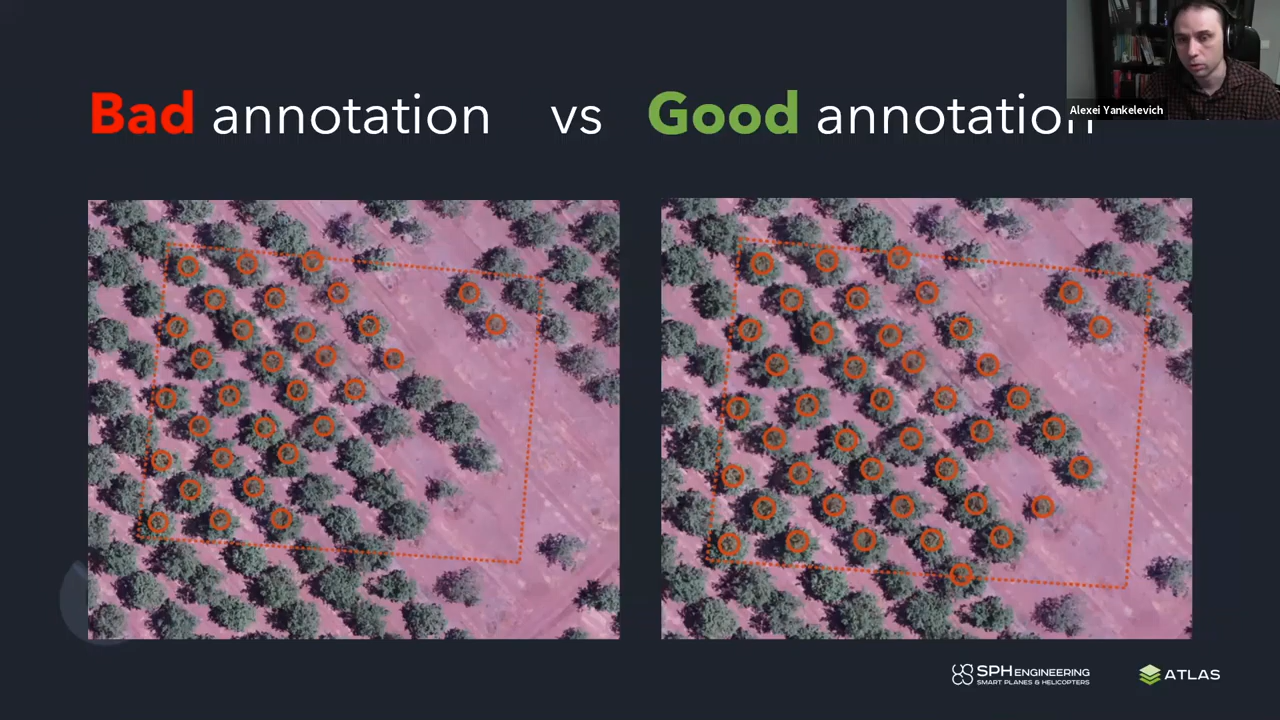 Bad annotation vs Good annotation
Alexei Yankelevich
SPH ENGINEERING
SMART PLANES & HELICOPTERS
ATLAS